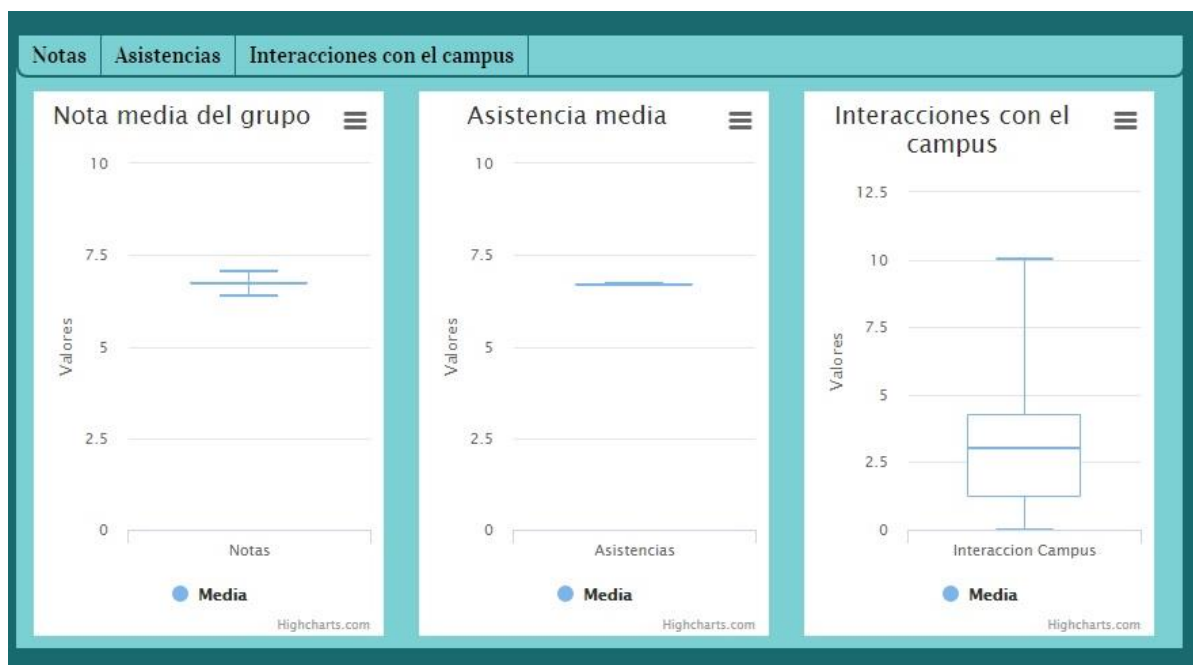 Notas Asistencias Interacciones con el campus
Nota media del grupo
10
7.5
5
2.5
0
Valores
Notas
Media
Highcharts.com
Asistencia media
10
7.5
5
2.5
0
Valores
Asistencias
Media
Highcharts.com
Interacciones con el
campus
12.5
10
7.5
5
2.5
0
Valores
Interaccion Campus
Media
Highcharts.com